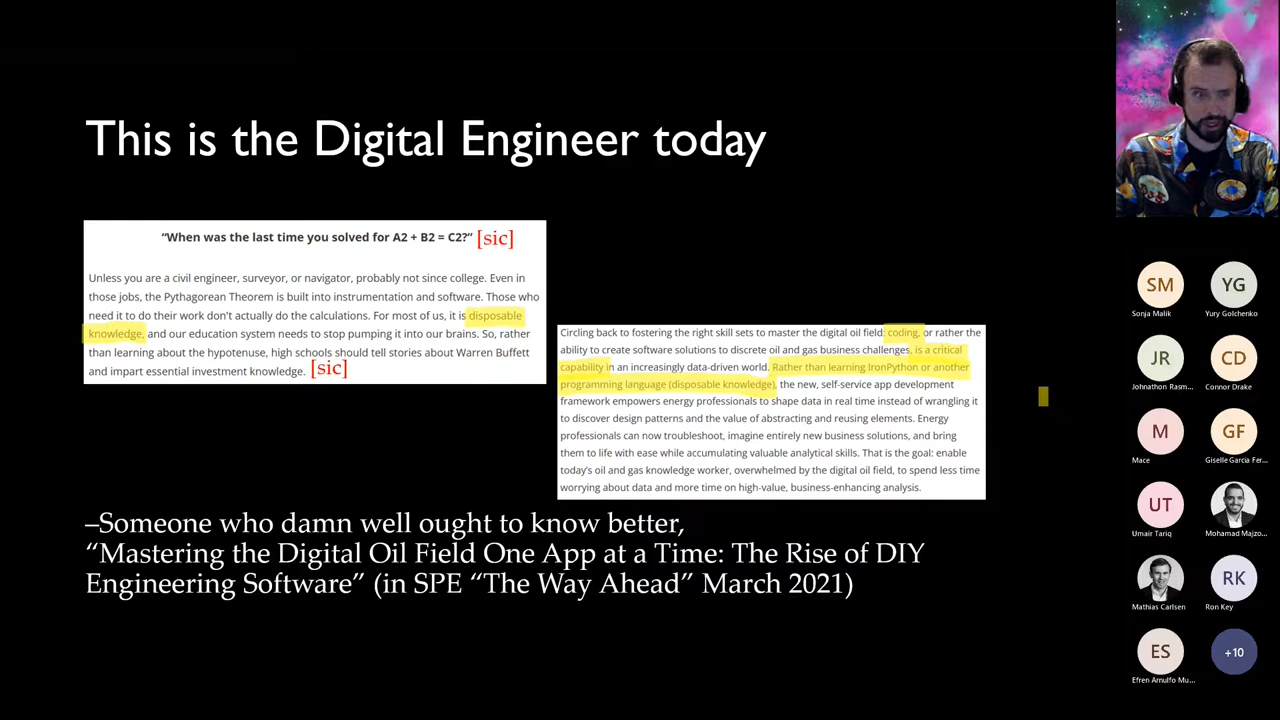 This is the Digital Engineer today
“When was the last time you solved for A2 + B2 = C2?” [sic]
Unless you are a civil engineer, surveyor, or navigator, probably not since college. Even in
those jobs, the Pythagorean Theorem is built into instrumentation and software. Those who
need it to do their work don't actually do the calculations. For most of us, it is disposable
knowledge, and our education system needs to stop pumping it into our brains. So, rather
than learning about the hypotenuse, high schools should tell stories about Warren Buffett
and impart essential investment knowledge. [sic]
Circling back to fostering the right skill sets to master the digital oil field: coding, or rather the
ability to create software solutions to discrete oil and gas business challenges, is a critical
capability in an increasingly data-driven world. Rather than learning IronPython or another
programming language (disposable knowledge), the new, self-service app development
framework empowers energy professionals to shape data in real time instead of wrangling it
to discover design patterns and the value of abstracting and reusing elements. Energy
professionals can now troubleshoot, imagine entirely new business solutions, and bring
them to life with ease while accumulating valuable analytical skills. That is the goal: enable
today's oil and gas knowledge worker, overwhelmed by the digital oil field, to spend less time
worrying about data and more time on high-value, business-enhancing analysis.
–Someone who damn well ought to know better,
“Mastering the Digital Oil Field One App at a Time: The Rise of DIY
Engineering Software” (in SPE “The Way Ahead” March 2021)
SM
YG
Sonja Malik
Yury Golchenko
JR
CD
Johnathon Rasm...
Connor Drake
M
GF
Mace
Giselle Garcia Fer...
UT
Umair Tariq
Mohamad Majzo...
RK
Mathias Carlsen
Ron Key
ES
+10
Efren Arnulfo Mu...